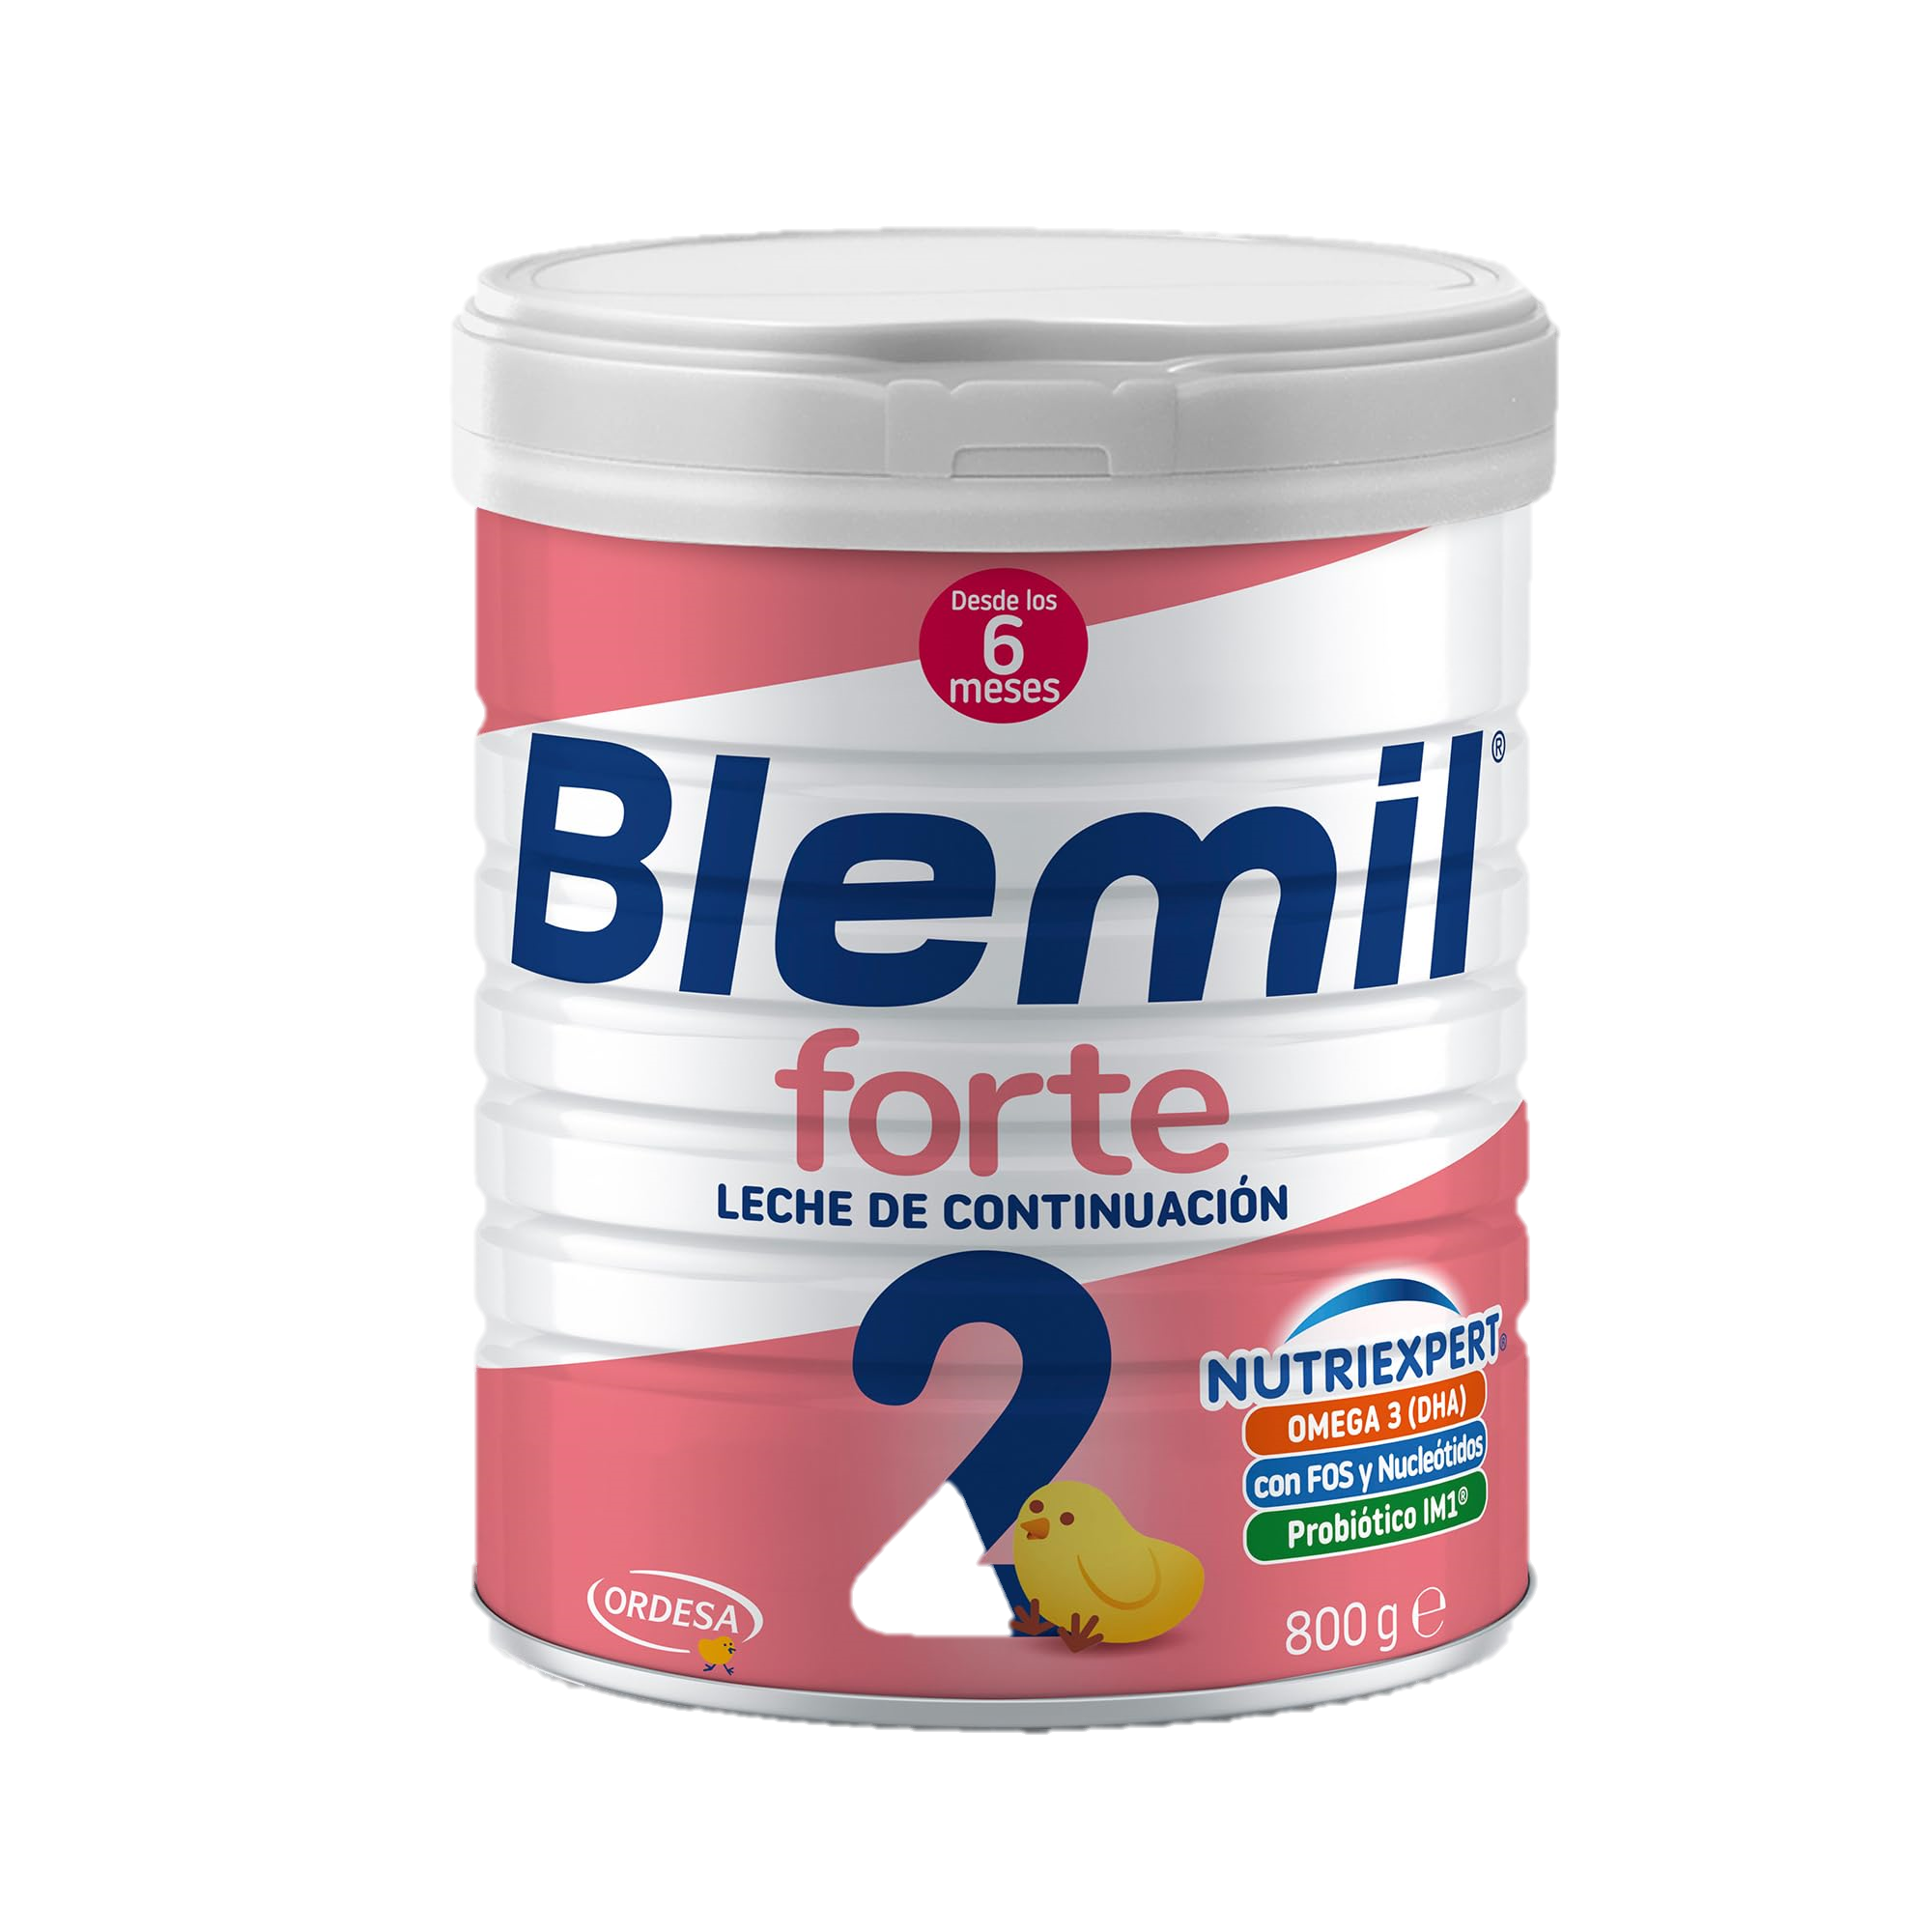 Desde los
6
meses
Blemil®
forte
LECHE DE CONTINUACIÓN
2
NUTRIEXPERT®
OMEGA 3 (DHA)
con FOS y Nucleótidos
Probiótico IM1®
ORDESA
800 g ℮